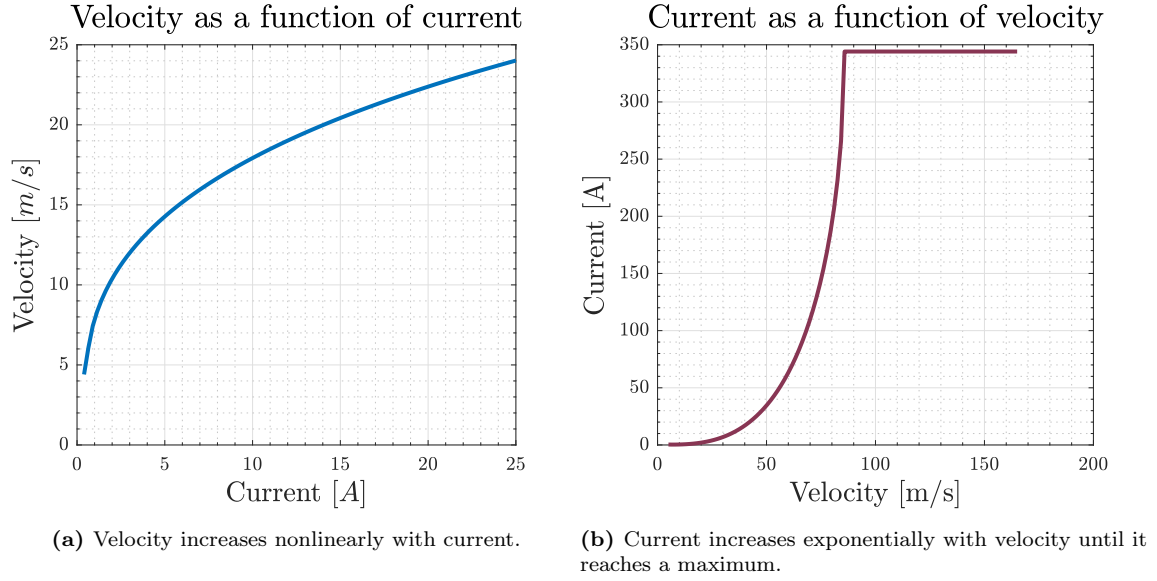 Velocity as a function of current
25
20
15
10
5
0
0 5 10 15 20 25
Velocity [m/s]
Current [A]
(a) Velocity increases nonlinearly with current.
Current as a function of velocity
350
300
250
200
150
100
50
0
0 50 100 150 200
Current [A]
Velocity [m/s]
(b) Current increases exponentially with velocity until it
reaches a maximum.